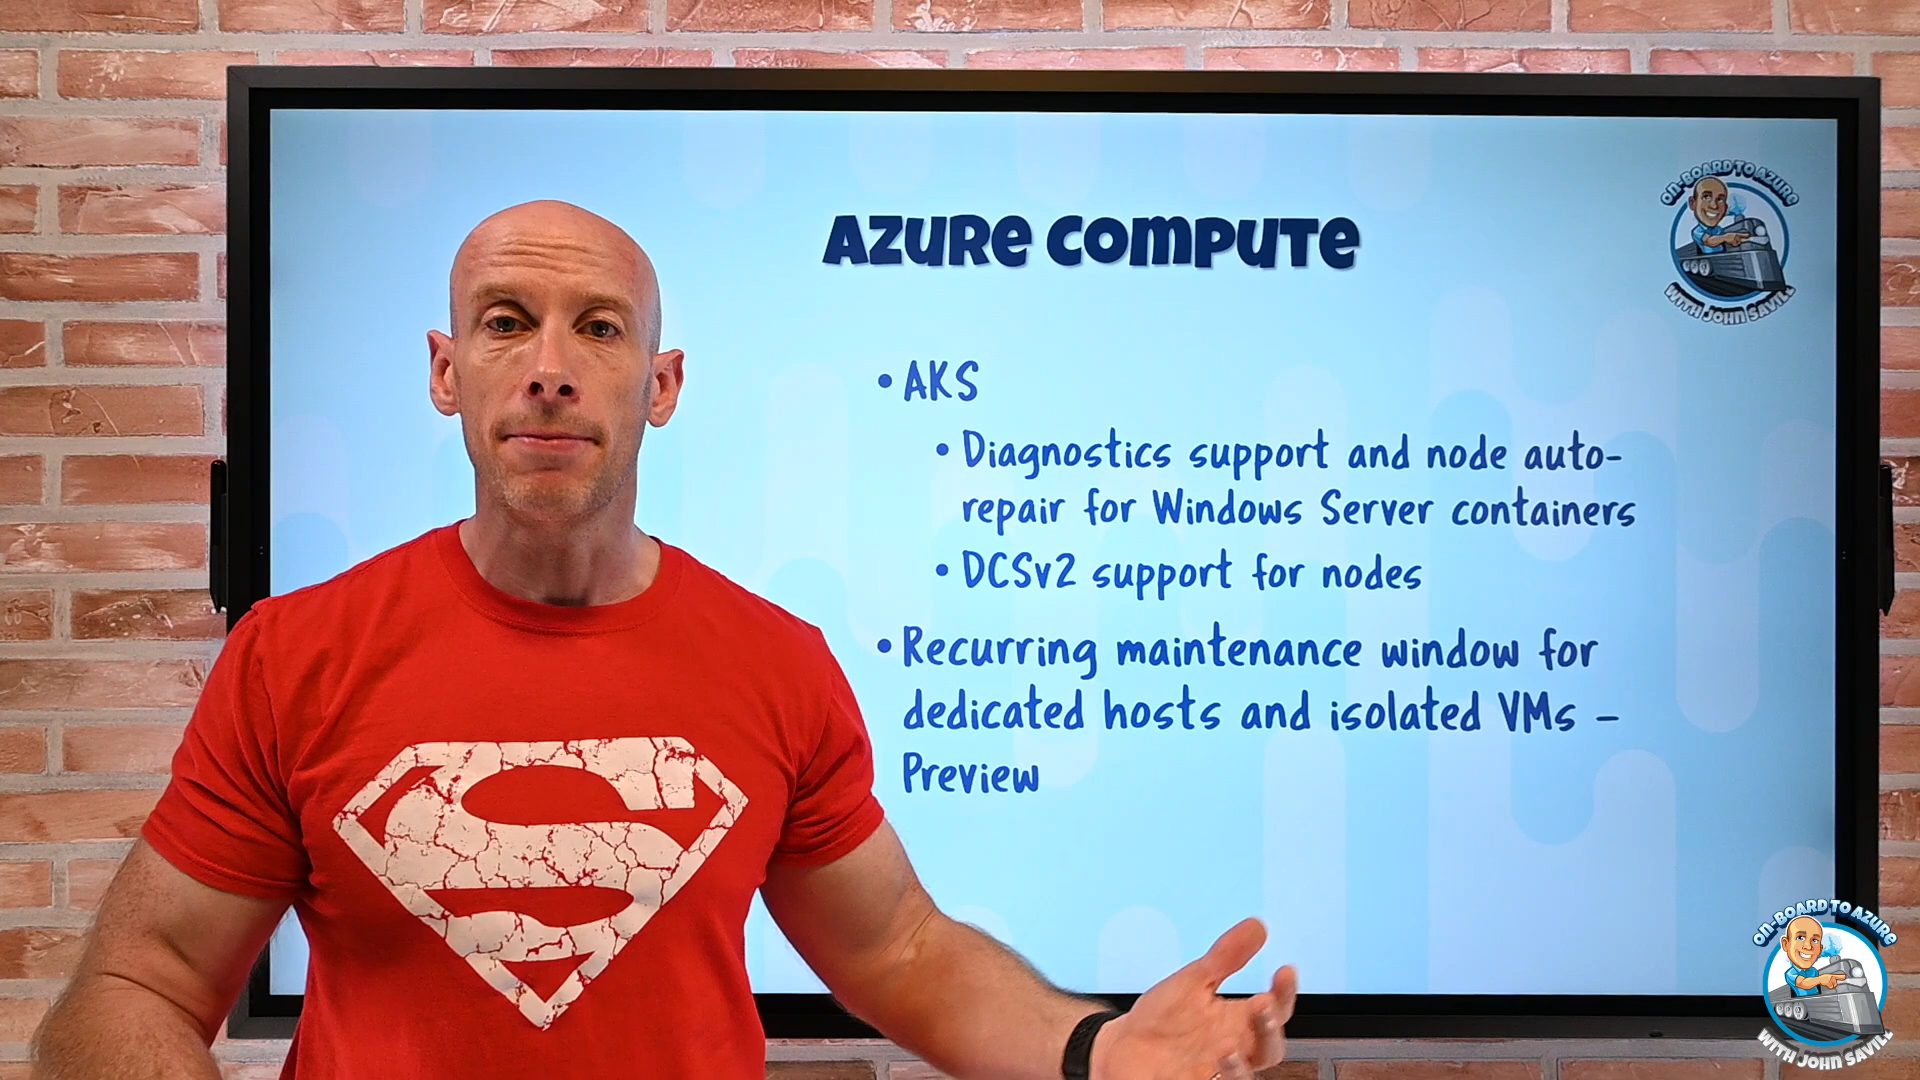 AZURE COMPUTE
ON-BOARD TO AZURE
WITH JOHN SAVILL
• AKS
• Diagnostics support and node auto-
repair for Windows Server containers
• DCSv2 support for nodes
• Recurring maintenance window for
dedicated hosts and isolated VMs –
Preview
S
ON-BOARD TO AZURE
WITH JOHN SAVILL